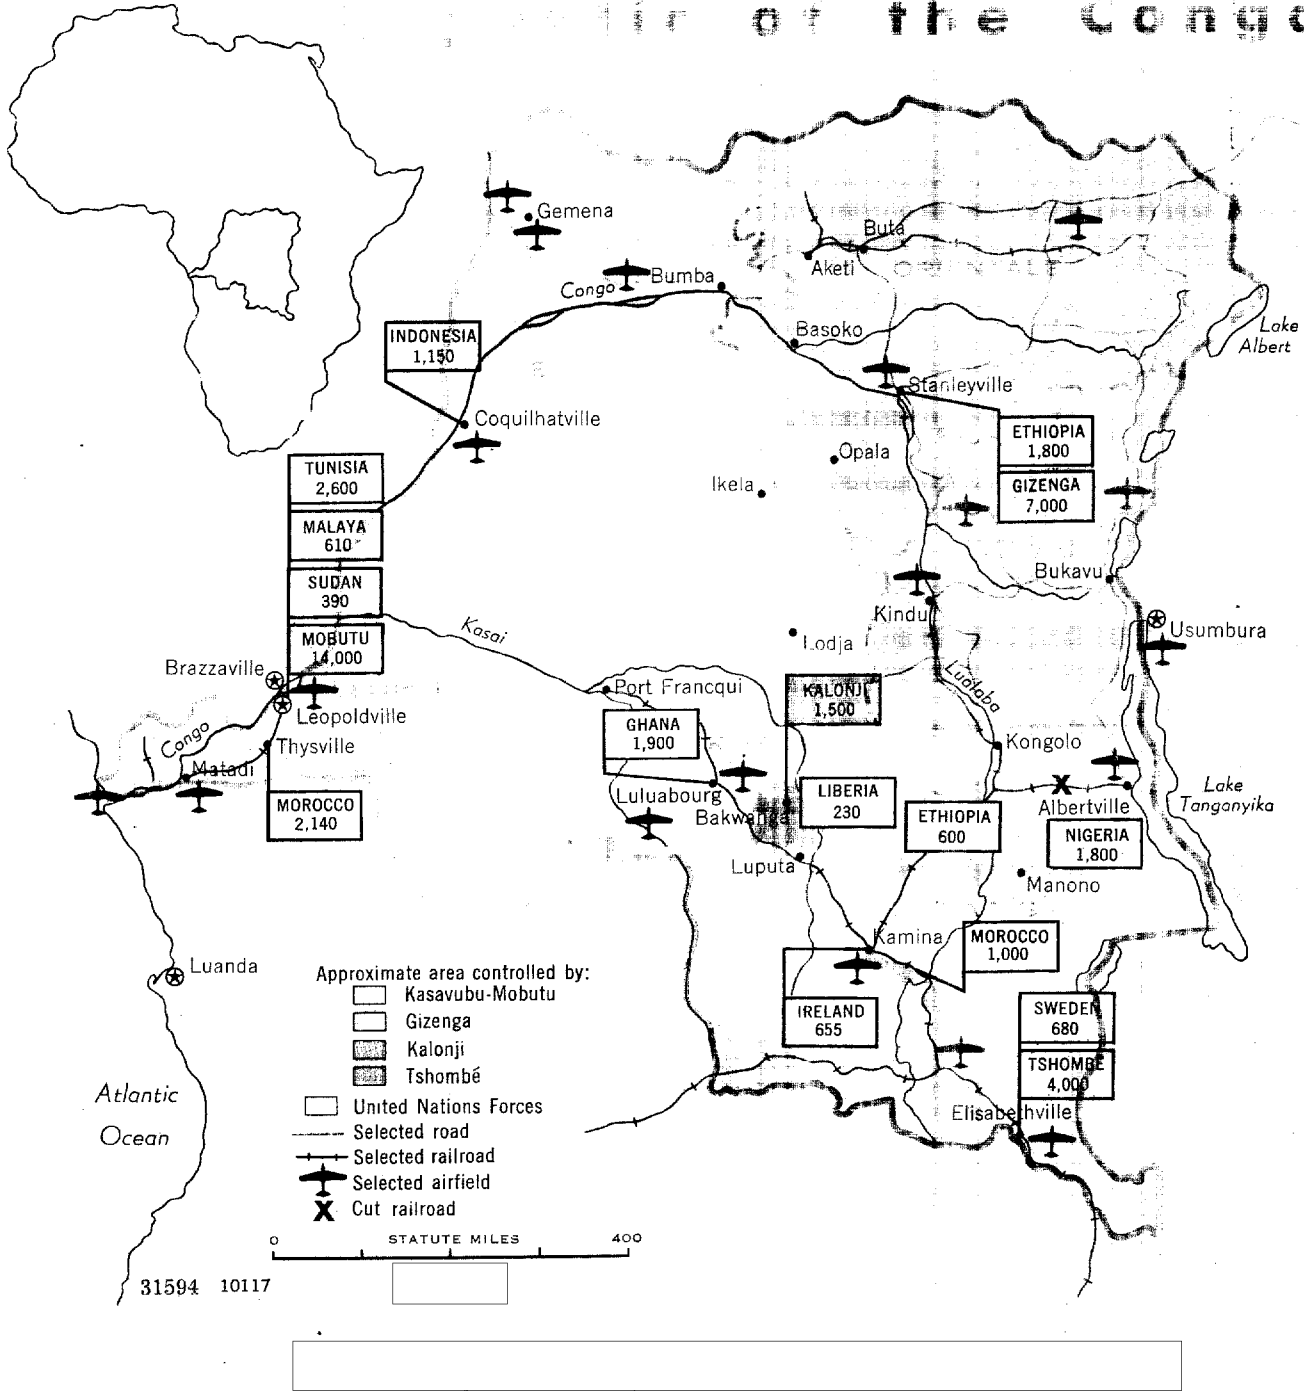 of the Congo
Gemena
Buta
Aketi
Bumba
Congo
Basoko
Lake
Albert
INDONESIA
1,150
Stanleyville
Coquilhatville
ETHIOPIA
1,800
Opala
TUNISIA
2,600
Ikela
GIZENGA
7,000
MALAYA
610
Bukavu
SUDAN
390
Kindu
Kasai
Usumbura
MOBUTU
14,000
Lodja
Brazzaville
Lualaba
Port Francqui
KALONJI
1,500
Leopoldville
Congo
GHANA
1,900
Thysville
Kongolo
Matadi
Luluabourg
LIBERIA
230
Albertville
Lake
Tanganyika
MOROCCO
2,140
Bakwanga
ETHIOPIA
600
NIGERIA
1,800
Luputa
Manono
Kamina
MOROCCO
1,000
Luanda
IRELAND
655
SWEDEN
680
TSHOMBE
4,000
Elisabethville
Atlantic
Ocean
Approximate area controlled by:
Kasavubu-Mobutu
Gizenga
Kalonji
Tshombé
United Nations Forces
Selected road
Selected railroad
Selected airfield
X Cut railroad
0 STATUTE MILES 400
31594 10117